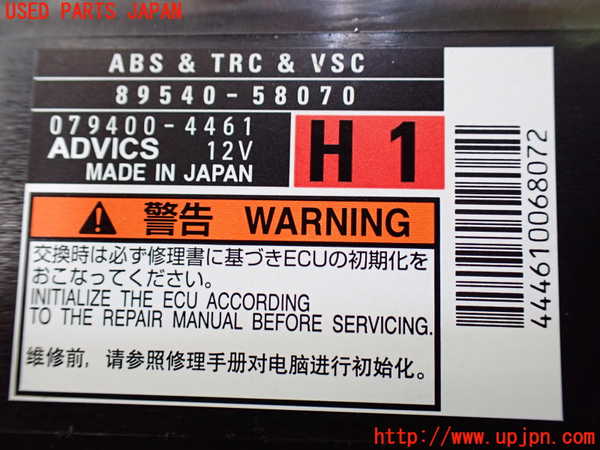 USED PARTS JAPAN
ABS & TRC & VSC
89540-58070
079400-4461
ADVICS 12V
MADE IN JAPAN
H1
警告 WARNING
交換時は必ず修理書に基づきECUの初期化を
おこなってください。
INITIALIZE THE ECU ACCORDING
TO THE REPAIR MANUAL BEFORE SERVICING.
维修前，请参照修理手册对电脑进行初始化。
44461006807​2
http://www.upjpn.com/